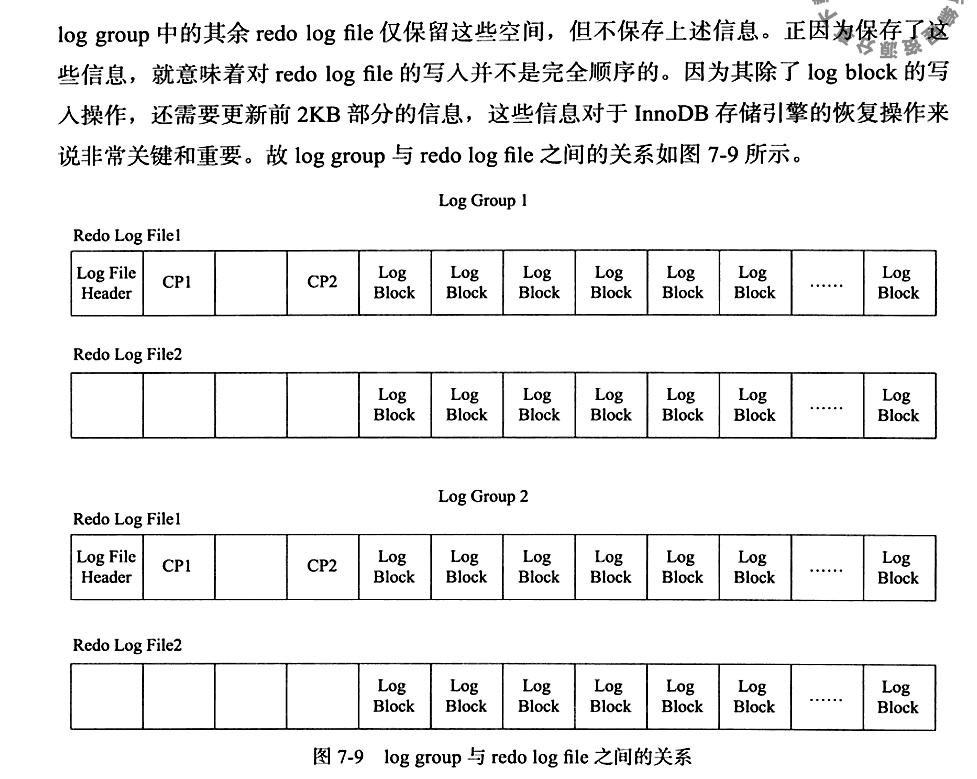 log group 中的其余 redo log file 仅保留这些空间，但不保存上述信息。正因为保存了这
些信息，就意味着对 redo log file 的写入并不是完全顺序的。因为其除了 log block 的写
入操作，还需要更新前 2KB 部分的信息，这些信息对于 InnoDB 存储引擎的恢复操作来
说非常关键和重要。故 log group 与 redo log file 之间的关系如图 7-9 所示。
Log Group 1
Redo Log File1
Log File Header CP1 CP2 Log Block Log Block Log Block Log Block Log Block Log Block ...... Log Block
Redo Log File2
Log Block Log Block Log Block Log Block Log Block Log Block ...... Log Block
Log Group 2
Redo Log File1
Log File Header CP1 CP2 Log Block Log Block Log Block Log Block Log Block Log Block ...... Log Block
Redo Log File2
Log Block Log Block Log Block Log Block Log Block Log Block ...... Log Block
图 7-9 log group 与 redo log file 之间的关系